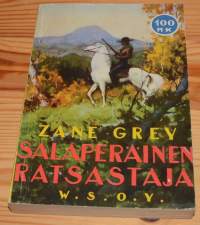 100
MK
ZANE GREY
SALAPERÄINEN
RATSASTAJA
W.S.O.Y.